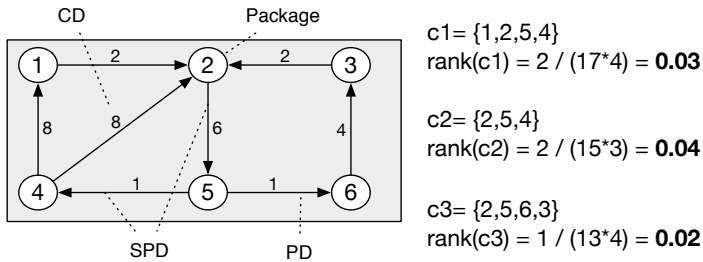 CD
Package
1
2
2
2
3
8
8
6
4
4
1
5
1
6
SPD
PD
c1= {1,2,5,4}
rank(c1) = 2 / (17*4) = 0.03
c2= {2,5,4}
rank(c2) = 2 / (15*3) = 0.04
c3= {2,5,6,3}
rank(c3) = 1 / (13*4) = 0.02